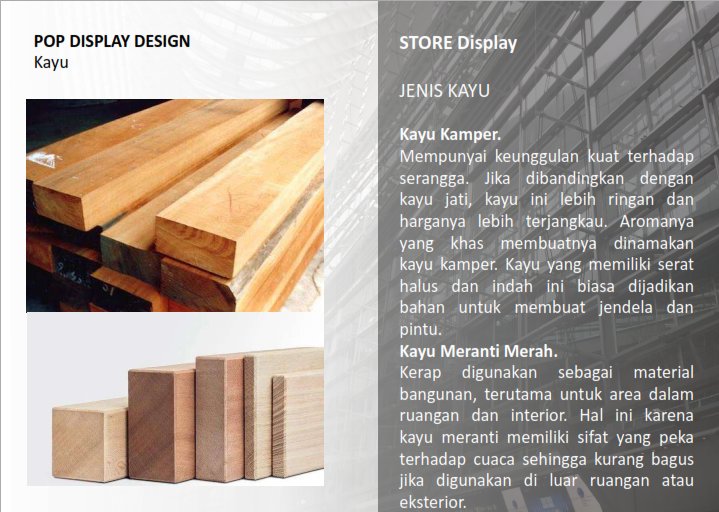 POP DISPLAY DESIGN
Kayu
STORE Display
JENIS KAYU
Kayu Kamper.
Mempunyai keunggulan kuat terhadap
serangga. Jika dibandingkan dengan
kayu jati, kayu ini lebih ringan dan
harganya lebih terjangkau. Aromanya
yang khas membuatnya dinamakan
kayu kamper. Kayu yang memiliki serat
halus dan indah ini biasa dijadikan
bahan untuk membuat jendela dan
pintu.
Kayu Meranti Merah.
Kerap digunakan sebagai material
bangunan, terutama untuk area dalam
ruangan dan interior. Hal ini karena
kayu meranti memiliki sifat yang peka
terhadap cuaca sehingga kurang bagus
jika digunakan di luar ruangan atau
eksterior.